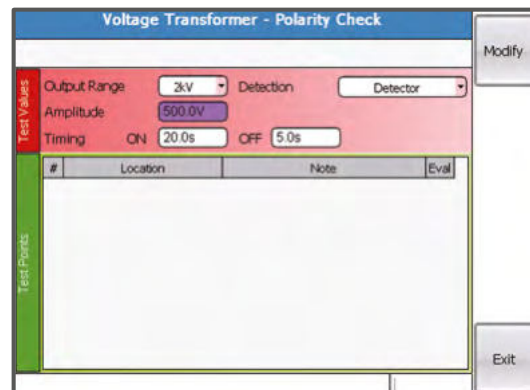 Voltage Transformer - Polarity Check
Modify
Test Values
Output Range 2kV Detection Detector
Amplitude 500.0V
Timing ON 20.0s OFF 5.0s
Test Points
# Location Note Eval
Exit